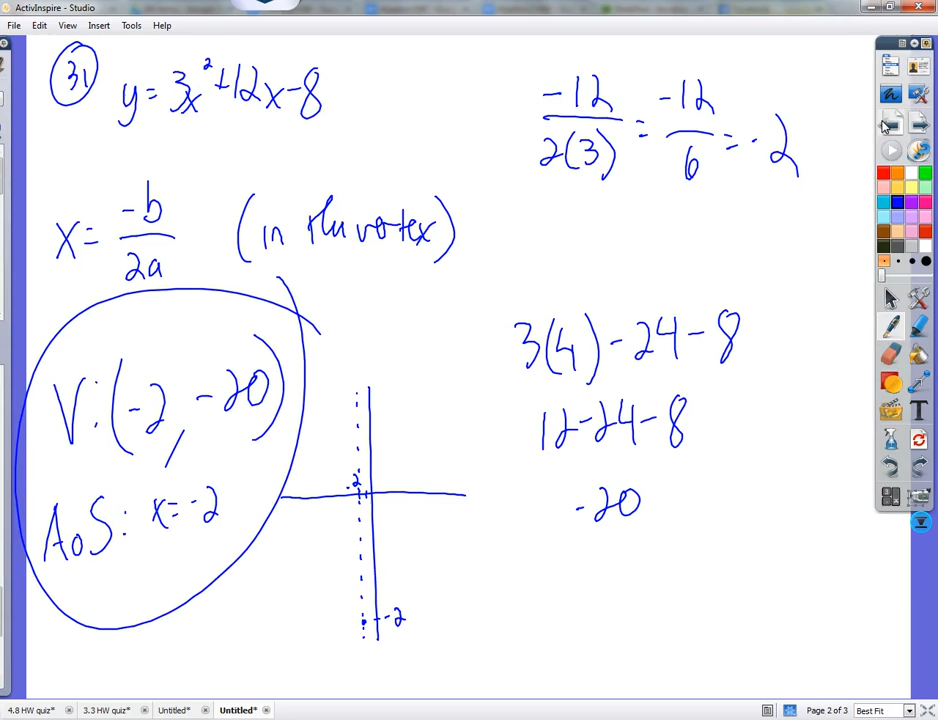 ActivInspire - Studio
File Edit View Insert Tools Help
31 y = 3x² + 12x - 8
-12 / 2(3) = -12 / 6 = -2
x = -b / 2a (in the vertex)
3(4) - 24 - 8
V: (-2, -20)
12 - 24 - 8
-2
AoS: x = -2
-20
-2
4.8 HW quiz* 3.3 HW quiz* Untitled* Untitled*
Page 2 of 3 Best Fit